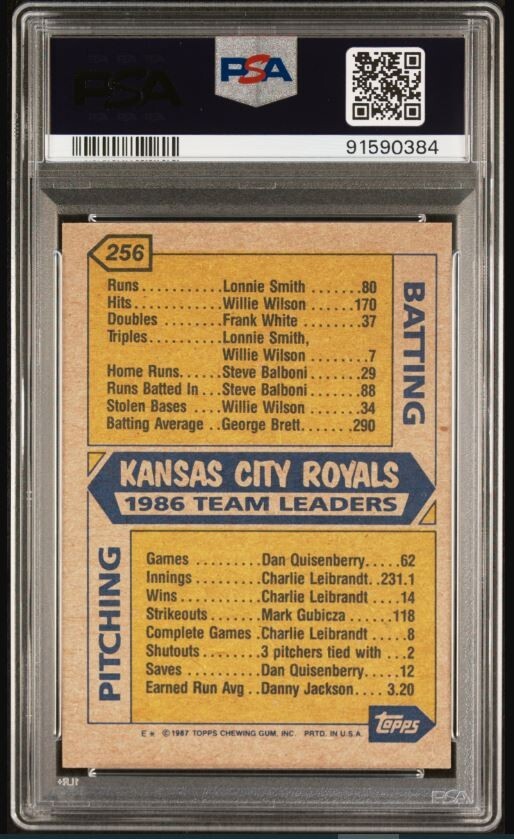 PSA
PSA
91590384
256
Runs...........Lonnie Smith .......80
Hits.............Willie Wilson .......170
Doubles .........Frank White .......37
Triples..........Lonnie Smith,
Willie Wilson .......7
Home Runs......Steve Balboni .......29
Runs Batted In ...Steve Balboni.......88
Stolen Bases ....Willie Wilson .......34
Batting Average ..George Brett.......290
BATTING
KANSAS CITY ROYALS
1986 TEAM LEADERS
PITCHING
Games ..........Dan Quisenberry.....62
Innings .........Charlie Leibrandt..231.1
Wins............Charlie Leibrandt ....14
Strikeouts .......Mark Gubicza ......118
Complete Games .Charlie Leibrandt .....8
Shutouts.........3 pitchers tied with ...2
Saves ...........Dan Quisenberry.....12
Earned Run Avg ..Danny Jackson.... 3.20
topps
E* ©1987 TOPPS CHEWING GUM, INC. PRTD. IN U.S.A.
PSA